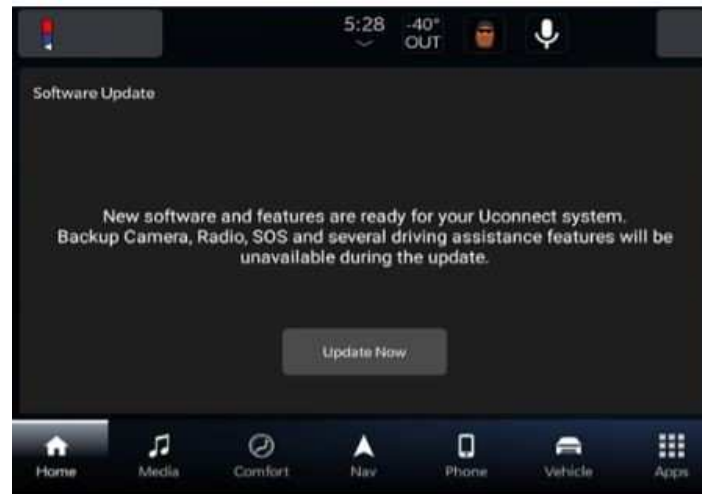 5:28
-40°
OUT
Software Update
New software and features are ready for your Uconnect system.
Backup Camera, Radio, SOS and several driving assistance features will be
unavailable during the update.
Update Now
Home Media Comfort Nav Phone Vehicle Apps